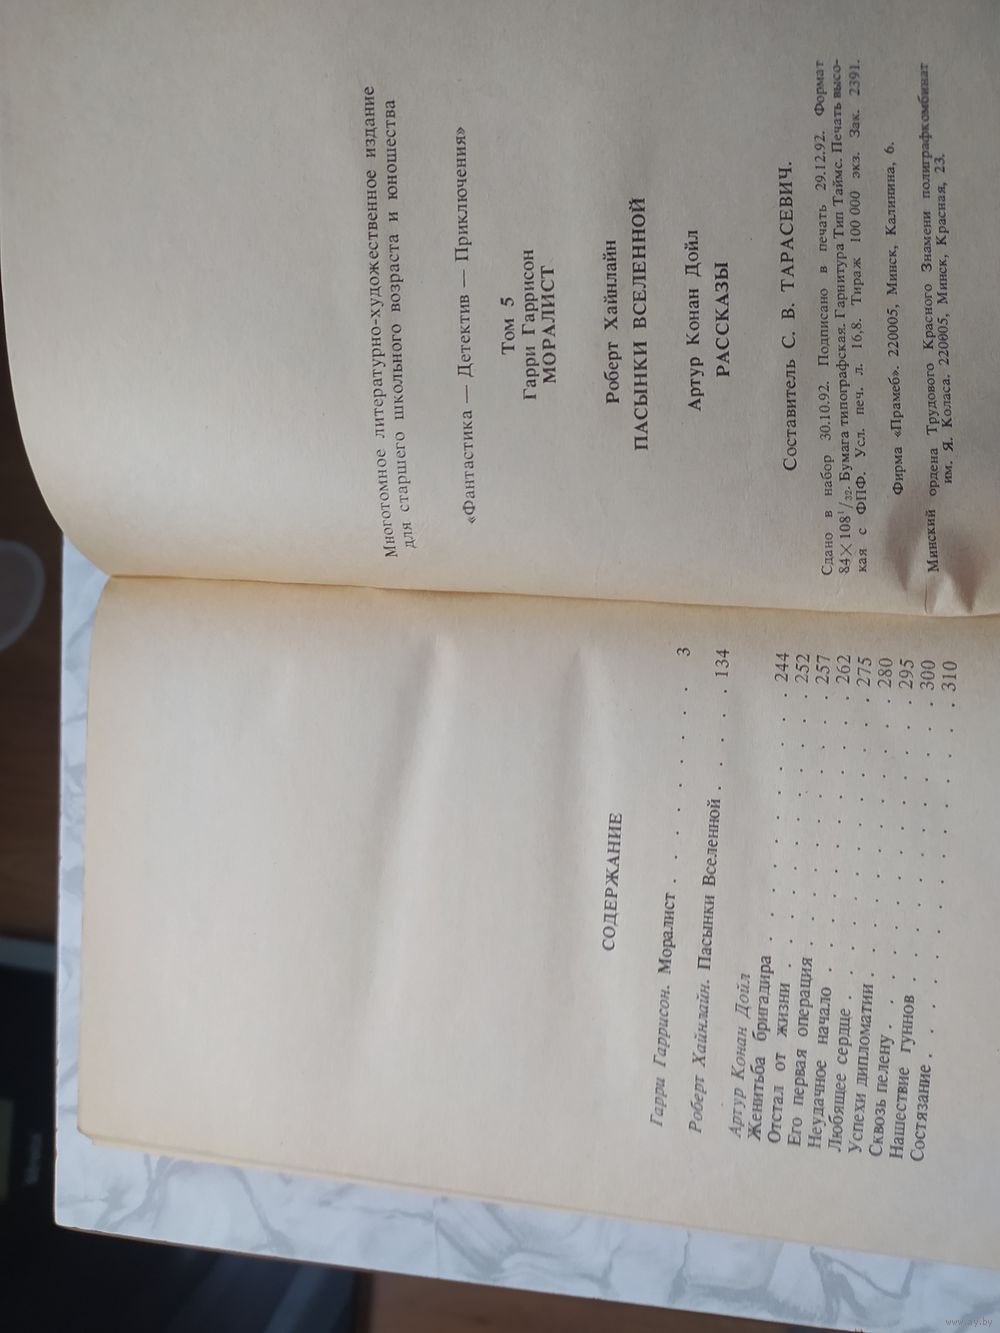 СОДЕРЖАНИЕ
Гарри Гаррисон. Моралист . . . . . . . . 3
Роберт Хайнлайн. Пасынки Вселенной . . . . 134
Артур Конан Дойл
Женитьба бригадира . . . . . . . . . 244
Отстал от жизни . . . . . . . . . . 252
Его первая операция . . . . . . . . . 257
Неудачное начало . . . . . . . . . . 262
Любящее сердце . . . . . . . . . . 275
Успехи дипломатии . . . . . . . . . 280
Сквозь пелену . . . . . . . . . . 295
Нашествие гуннов . . . . . . . . . 300
Состязание . . . . . . . . . . . 310
Многотомное литературно-художественное издание
для старшего школьного возраста и юношества
«Фантастика — Детектив — Приключения»
Том 5
Гарри Гаррисон
МОРАЛИСТ
Роберт Хайнлайн
ПАСЫНКИ ВСЕЛЕННОЙ
Артур Конан Дойл
РАССКАЗЫ
Составитель С. В. ТАРАСЕВИЧ.
Сдано в набор 30.10.92. Подписано в печать 29.12.92. Формат
84×108¹/₃₂. Бумага типографская. Гарнитура Тип Таймс. Печать высо-
кая с ФПФ. Усл. печ. л. 16,8. Тираж 100 000 экз. Зак. 2391.
Фирма «Прамеб». 220005, Минск, Калинина, 6.
Минский ордена Трудового Красного Знамени полиграфкомбинат
им. Я. Коласа. 220005, Минск, Красная, 23.
www.ay.by